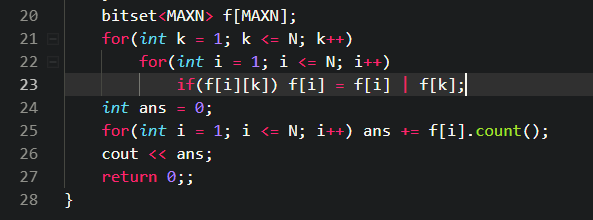 20 bitset<MAXN> f[MAXN];
21 for(int k = 1; k <= N; k++)
22 for(int i = 1; i <= N; i++)
23 if(f[i][k]) f[i] = f[i] | f[k];
24 int ans = 0;
25 for(int i = 1; i <= N; i++) ans += f[i].count();
26 cout << ans;
27 return 0;;
28 }